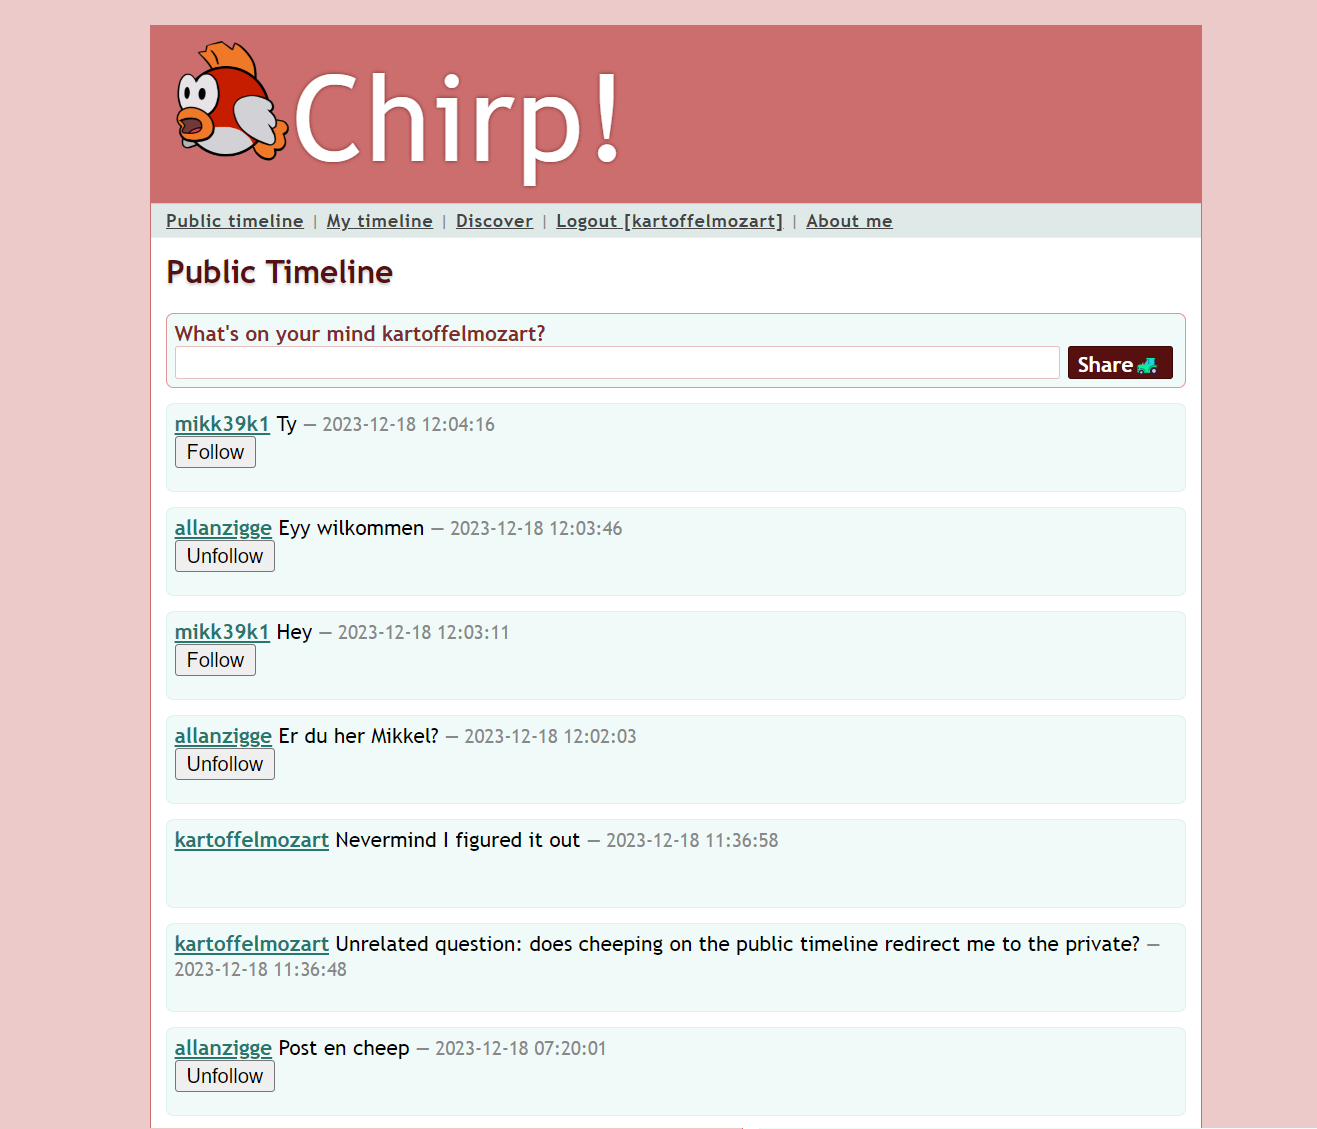 Chirp!
Public timeline | My timeline | Discover | Logout [kartoffelmozart] | About me
Public Timeline
What's on your mind kartoffelmozart?
Share
mikk39k1 Ty — 2023-12-18 12:04:16
Follow
allanzigge Eyy wilkommen — 2023-12-18 12:03:46
Unfollow
mikk39k1 Hey — 2023-12-18 12:03:11
Follow
allanzigge Er du her Mikkel? — 2023-12-18 12:02:03
Unfollow
kartoffelmozart Nevermind I figured it out — 2023-12-18 11:36:58
kartoffelmozart Unrelated question: does cheeping on the public timeline redirect me to the private? —
2023-12-18 11:36:48
allanzigge Post en cheep — 2023-12-18 07:20:01
Unfollow